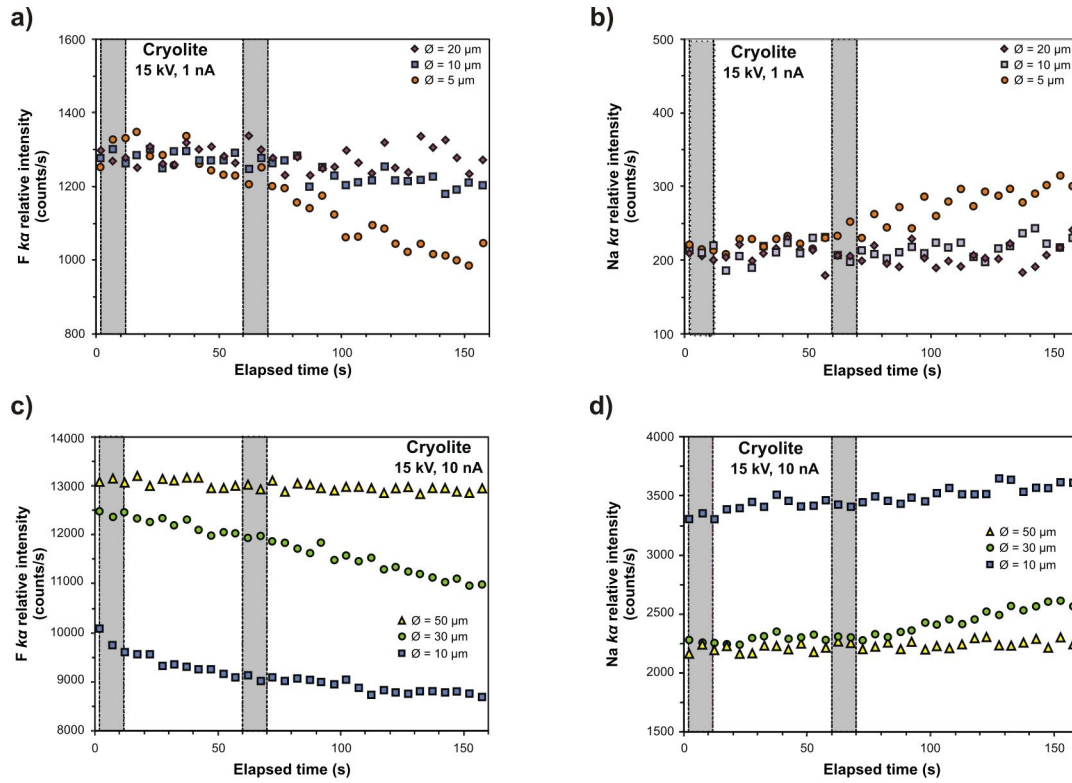 a)
Cryolite
15 kV, 1 nA
Ø = 20 µm
Ø = 10 µm
Ø = 5 µm
1600
1400
1200
1000
800
F kα relative intensity
(counts/s)
0 50 100 150
Elapsed time (s)
b)
Cryolite
15 kV, 1 nA
Ø = 20 µm
Ø = 10 µm
Ø = 5 µm
500
400
300
200
100
Na kα relative intensity
(counts/s)
0 50 100 150
Elapsed time (s)
c)
Cryolite
15 kV, 10 nA
14000
13000
12000
11000
10000
9000
8000
F kα relative intensity
(counts/s)
Ø = 50 µm
Ø = 30 µm
Ø = 10 µm
0 50 100 150
Elapsed time (s)
d)
Cryolite
15 kV, 10 nA
4000
3500
3000
2500
2000
1500
Na kα relative intensity
(counts/s)
Ø = 50 µm
Ø = 30 µm
Ø = 10 µm
0 50 100 150
Elapsed time (s)